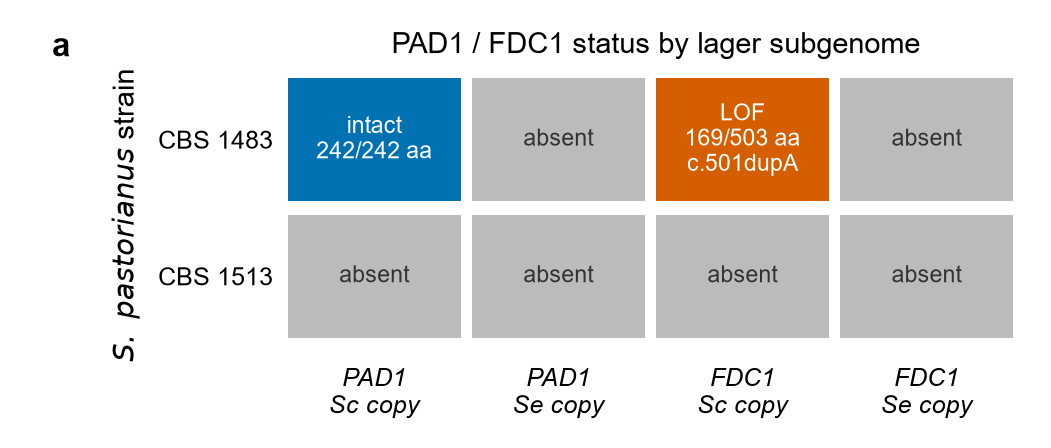 a
PAD1 / FDC1 status by lager subgenome
S. pastorianus strain
CBS 1483
intact
242/242 aa
absent
LOF
169/503 aa
c.501dupA
absent
CBS 1513
absent
absent
absent
absent
PAD1
Sc copy
PAD1
Se copy
FDC1
Sc copy
FDC1
Se copy